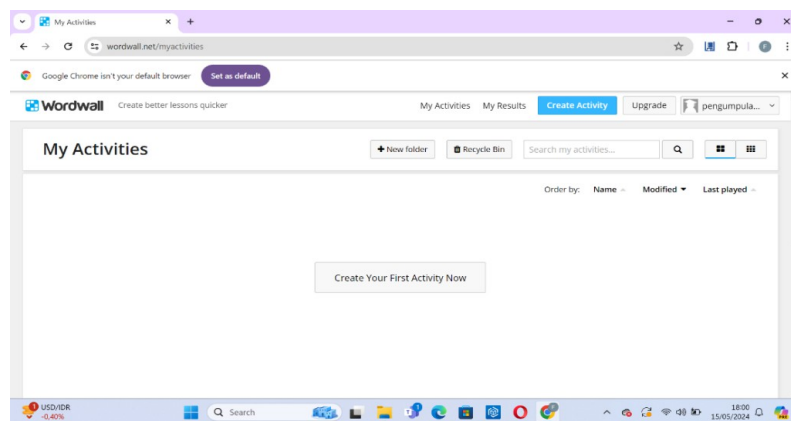 My Activities
wordwall.net/myactivities
Google Chrome isn't your default browser Set as default
Wordwall Create better lessons quicker My Activities My Results Create Activity Upgrade pengumpula...
My Activities New folder Recycle Bin Search my activities...
Order by: Name Modified Last played
Create Your First Activity Now
USD/IDR
-0,40%
Search
18:00
15/05/2024